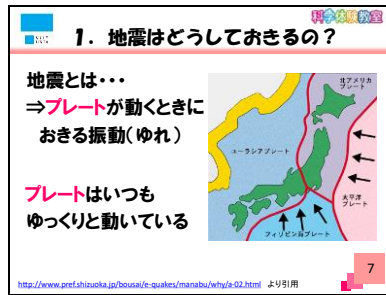 科学体験教室
1. 地震はどうしておきるの？
地震とは・・・
⇒プレートが動くときに
おきる振動（ゆれ）
プレートはいつも
ゆっくりと動いている
北アメリカ
プレート
ユーラシアプレート
太平洋
プレート
フィリピン海プレート
7
http://www.pref.shizuoka.jp/bousai/e-quakes/manabu/why/a-02.html より引用